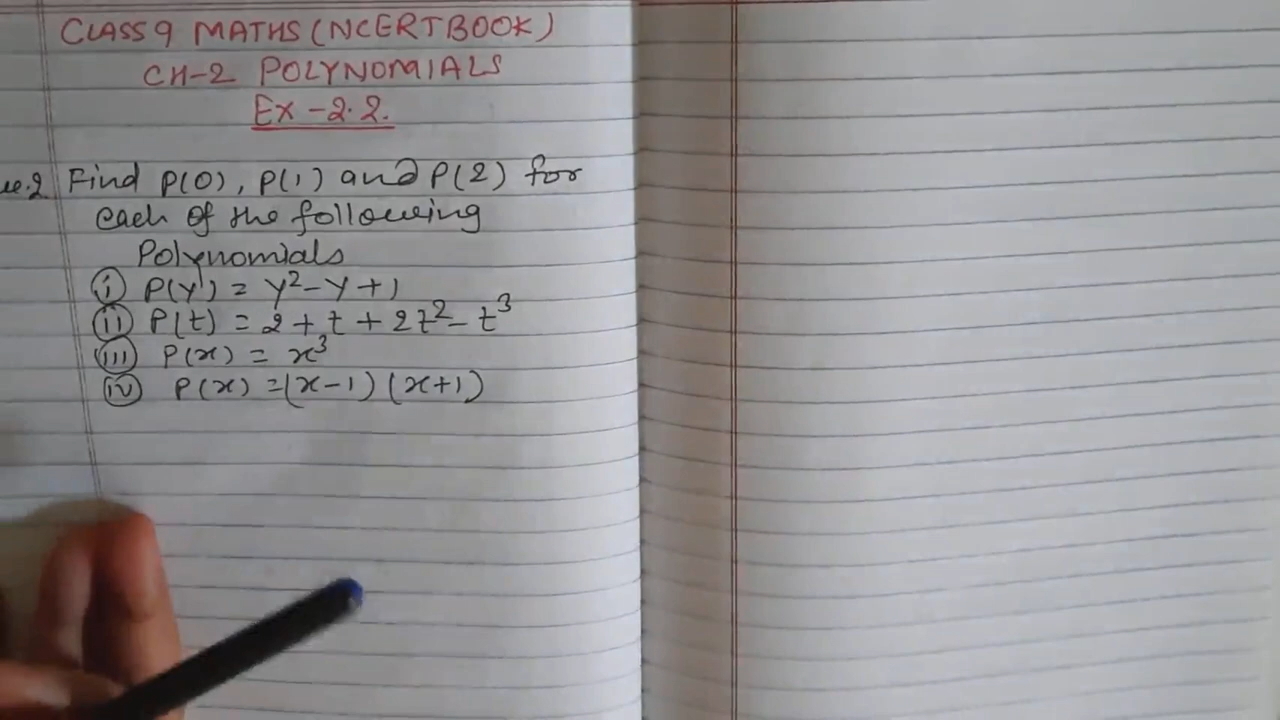 CLASS 9 MATHS (NCERT BOOK)
CH-2 POLYNOMIALS
EX-2.2.
2 Find P(0), P(1) and P(2) for
each of the following
Polynomials
(i) P(y) = y²-y+1
(ii) P(t) = 2+t+2t²-t³
(iii) P(x) = x³
(iv) P(x) =(x-1) (x+1)